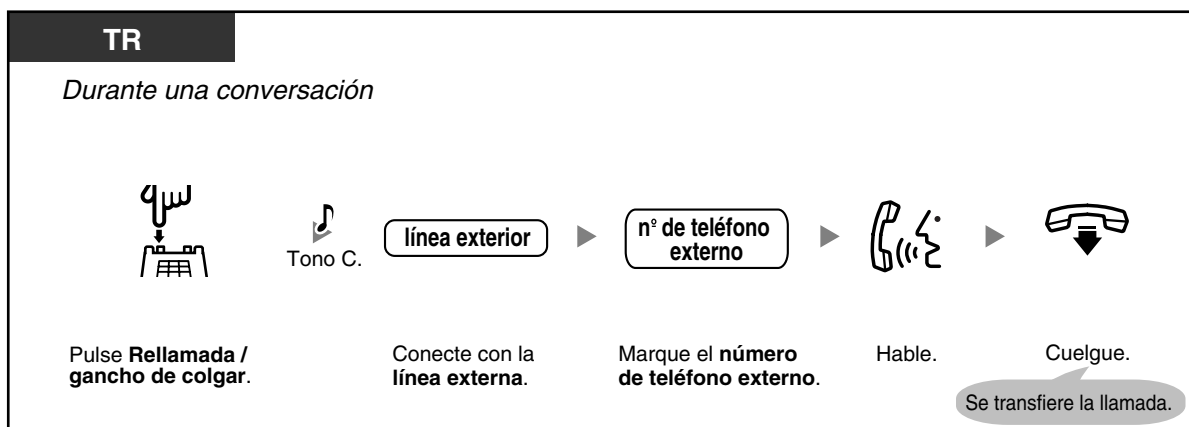 TR
Durante una conversación
Tono C.
línea exterior
nº de teléfono
externo
Pulse Rellamada /
gancho de colgar.
Conecte con la
línea externa.
Marque el número
de teléfono externo.
Hable.
Cuelgue.
Se transfiere la llamada.